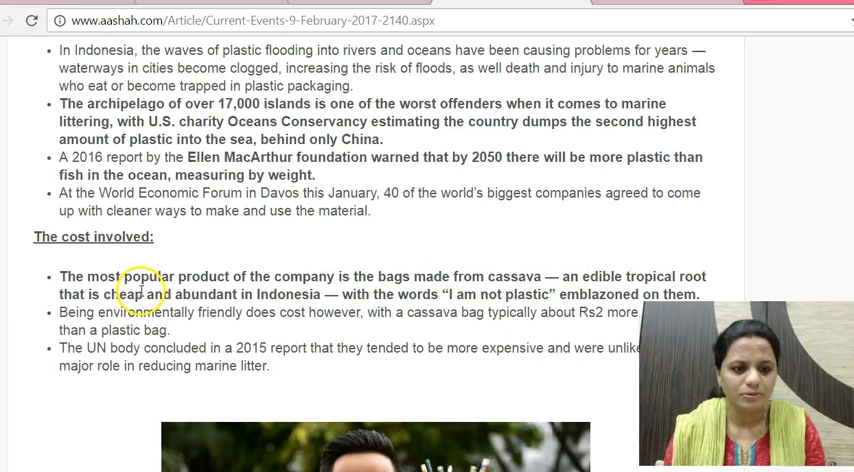 www.aashah.com/Article/Current-Events-9-February-2017-2140.aspx
In Indonesia, the waves of plastic flooding into rivers and oceans have been causing problems for years —
waterways in cities become clogged, increasing the risk of floods, as well death and injury to marine animals
who eat or become trapped in plastic packaging.
The archipelago of over 17,000 islands is one of the worst offenders when it comes to marine
littering, with U.S. charity Oceans Conservancy estimating the country dumps the second highest
amount of plastic into the sea, behind only China.
A 2016 report by the Ellen MacArthur foundation warned that by 2050 there will be more plastic than
fish in the ocean, measuring by weight.
At the World Economic Forum in Davos this January, 40 of the world's biggest companies agreed to come
up with cleaner ways to make and use the material.
The cost involved:
The most popular product of the company is the bags made from cassava — an edible tropical root
that is cheap and abundant in Indonesia — with the words “I am not plastic” emblazoned on them.
Being environmentally friendly does cost however, with a cassava bag typically about Rs2 more
than a plastic bag.
The UN body concluded in a 2015 report that they tended to be more expensive and were
major role in reducing marine litter.